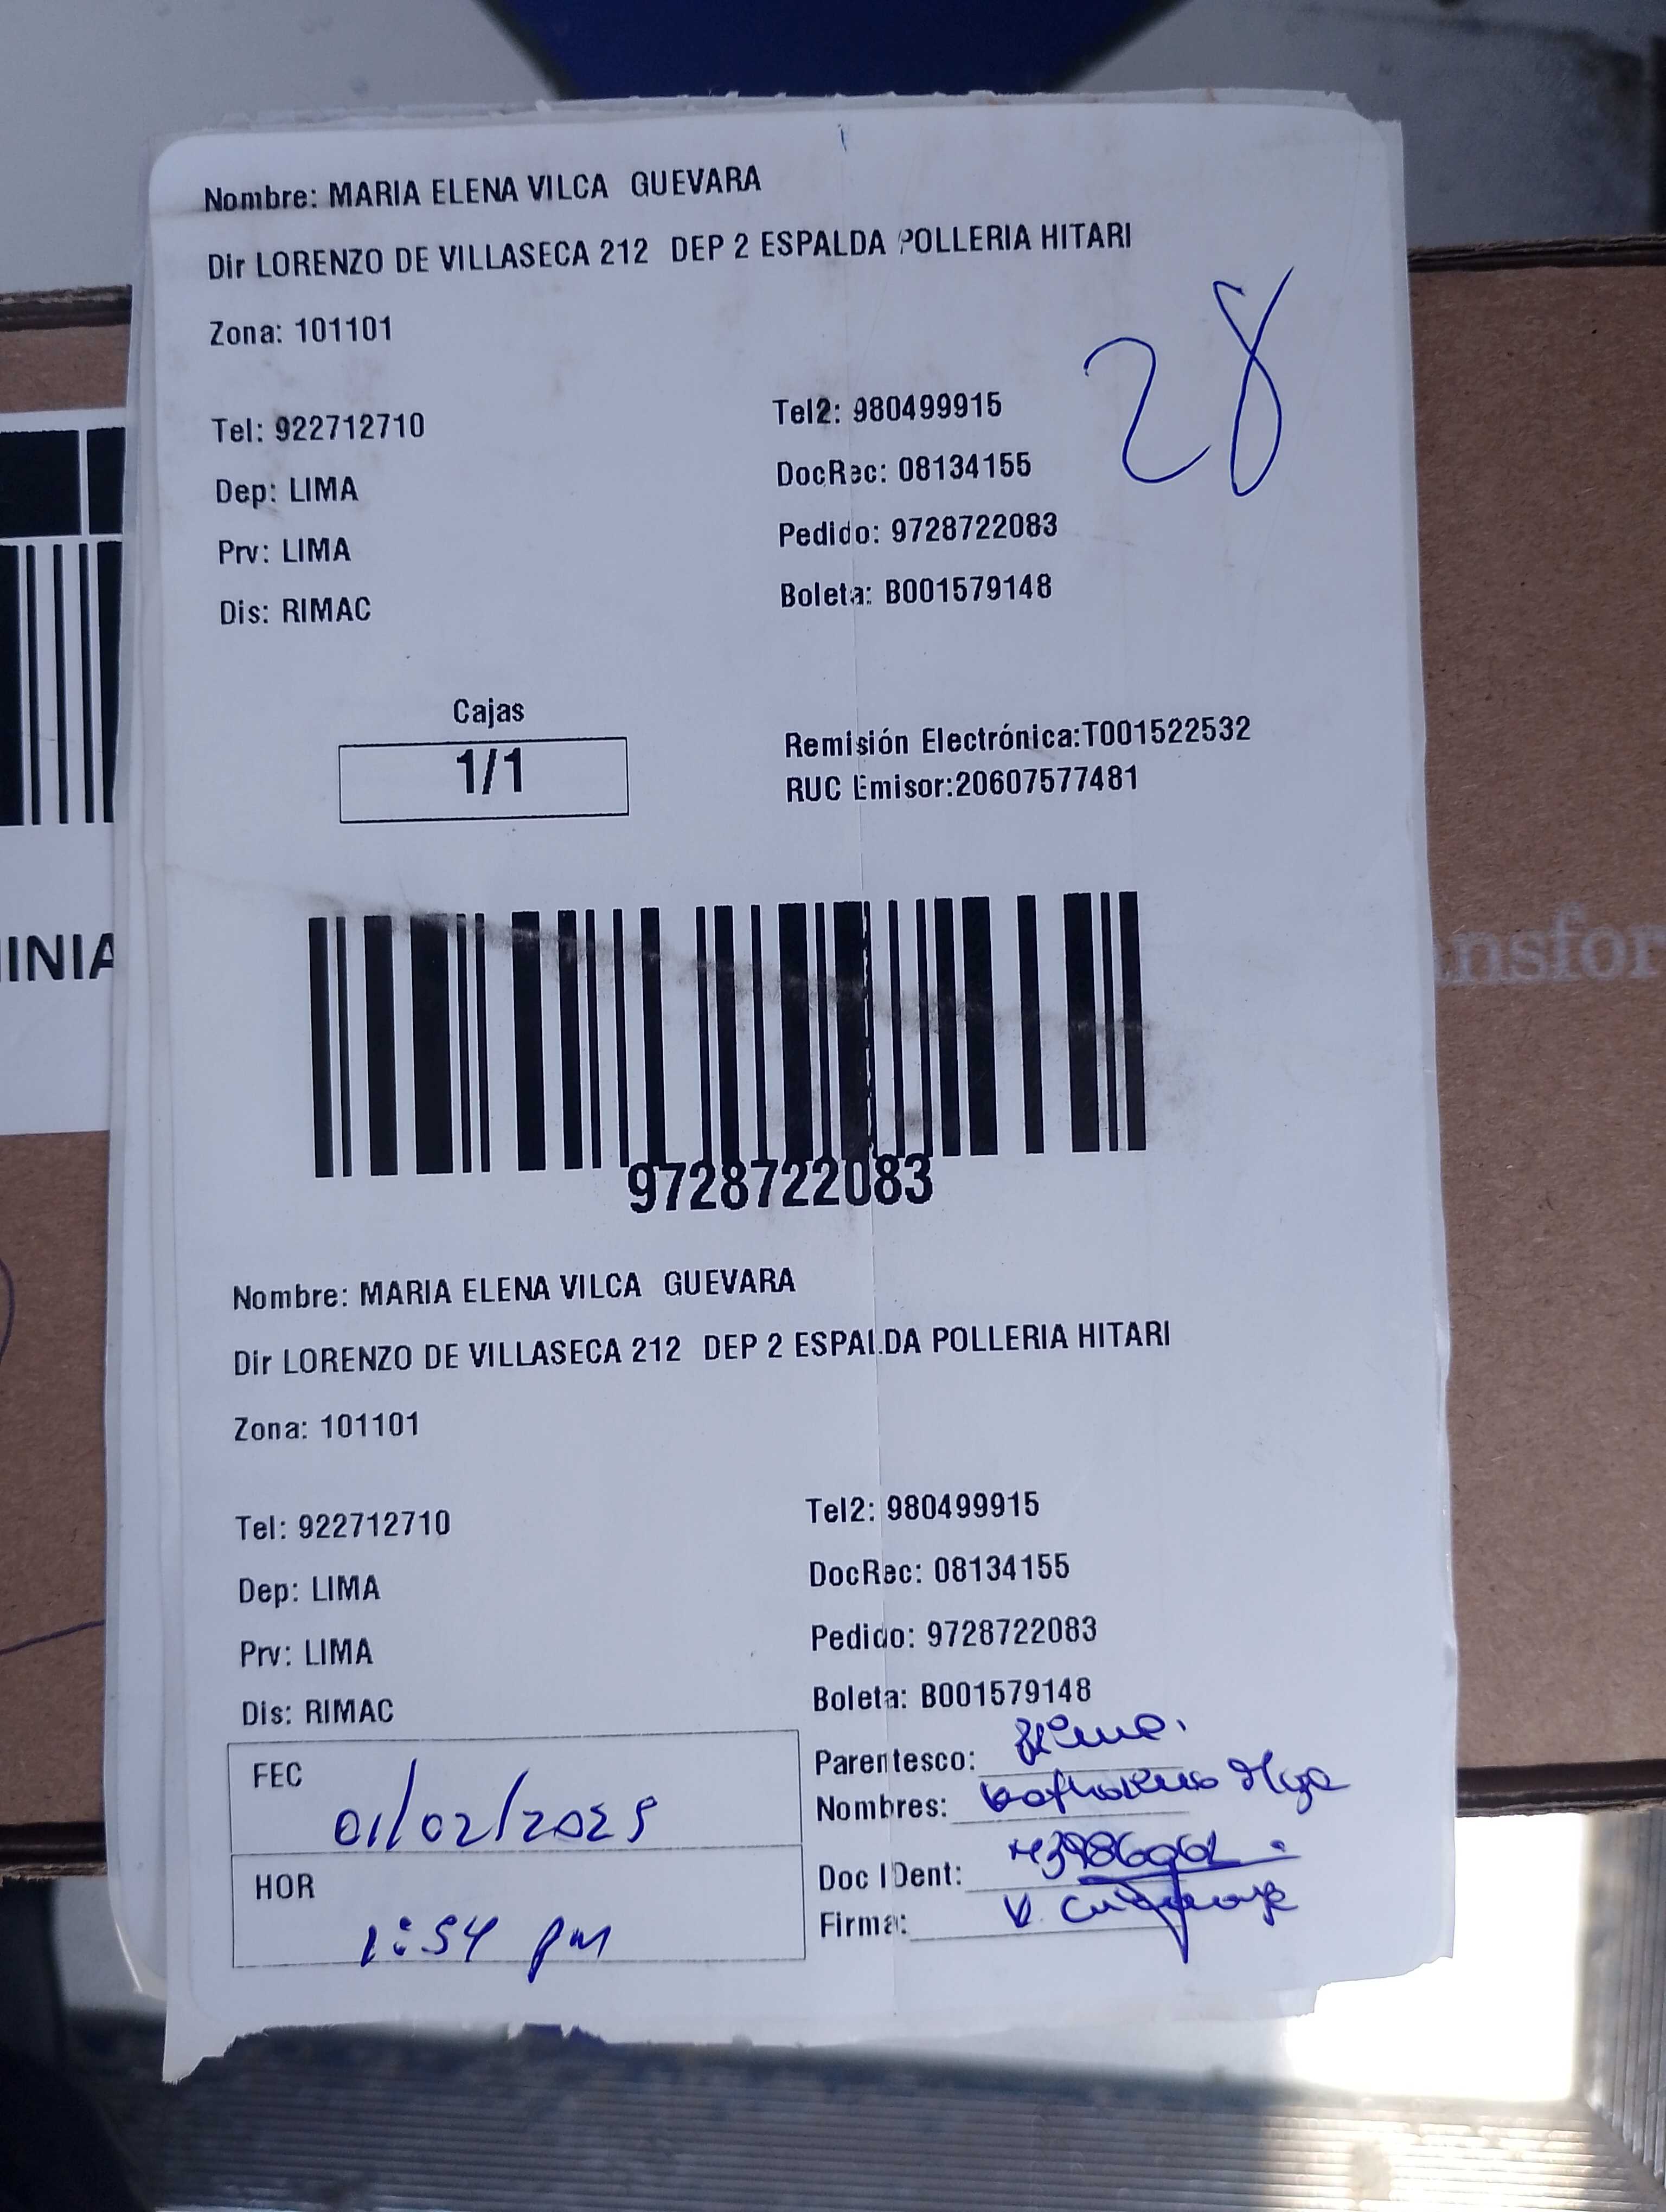 Nombre: MARIA ELENA VILCA GUEVARA
Dir LORENZO DE VILLASECA 212 DEP 2 ESPALDA POLLERIA HITARI
Zona: 101101
28
Tel: 922712710 Tel2: 980499915
Dep: LIMA DocRec: 08134155
Prv: LIMA Pedido: 9728722083
Dis: RIMAC Boleta: B001579148
Cajas
1/1
Remisión Electrónica:T001522532
RUC Emisor:20607577481
INIA
ansfor
9728722083
Nombre: MARIA ELENA VILCA GUEVARA
Dir LORENZO DE VILLASECA 212 DEP 2 ESPALDA POLLERIA HITARI
Zona: 101101
Tel: 922712710 Tel2: 980499915
Dep: LIMA DocRec: 08134155
Prv: LIMA Pedido: 9728722083
Dis: RIMAC Boleta: B001579148
FEC 01/02/2025
HOR 1:54 pm
Parentesco:
Nombres:
Doc IDent:
Firma: